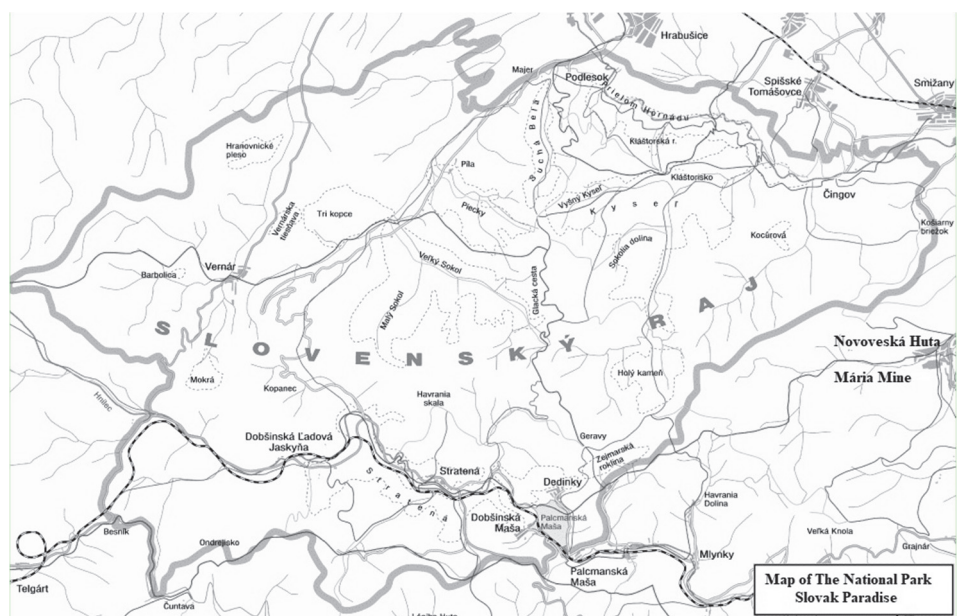 Hrabušice
Majer
Podlesok
Spišské
Tomášovce
Smižany
Prielom Hornádu
Suchá Belá
Hranovnické
pleso
Kláštorská r.
Píla
Kláštorisko
Vyšný Kyseľ
Čingov
Piecky
Kyseľ
Tri kopce
Vernárska
tiesňava
Košiarny
briežok
Kocúrová
Sokolia dolina
Veľký Sokol
Vernár
Barbolica
Glacká cesta
Malý Sokol
SLOVENSKÝ RAJ
Novoveská Huta
Mária Mine
Mokrá
Kopanec
Holý kameň
Havrania
skala
Hnilec
Dobšinská Ľadová
Jaskyňa
Geravy
Zejmarská
roklina
Stratená
Stratená
Dedinky
Havrania
Dolina
Dobšinská
Maša
Palcmanská
Maša
Besník
Veľká Knola
Ondrejisko
Grajnár
Mlynky
Palcmanská
Maša
Telgárt
Čuntava
Map of The National Park
Slovak Paradise